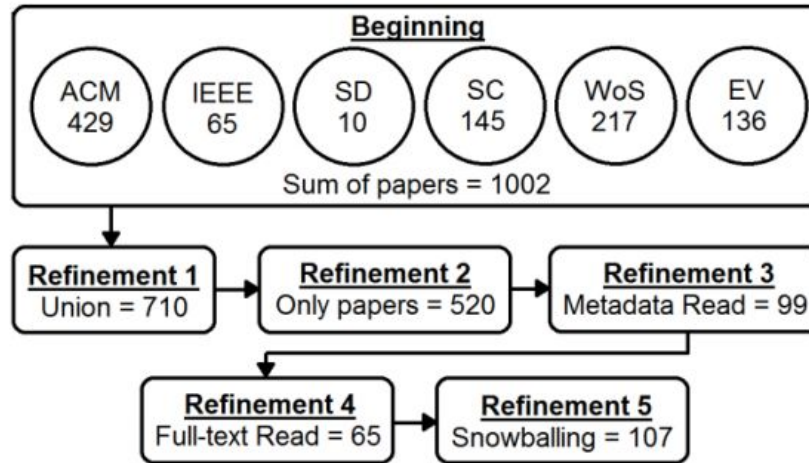 Beginning
ACM
429
IEEE
65
SD
10
SC
145
WoS
217
EV
136
Sum of papers = 1002
Refinement 1
Union = 710
Refinement 2
Only papers = 520
Refinement 3
Metadata Read = 99
Refinement 4
Full-text Read = 65
Refinement 5
Snowballing = 107